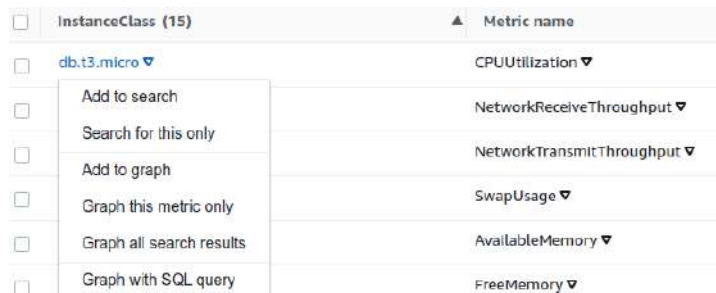 InstanceClass (15) Metric name
db.t3.micro CPUUtilization
Add to search
NetworkReceiveThroughput
Search for this only
NetworkTransmitThroughput
Add to graph
Graph this metric only SwapUsage
Graph all search results AvailableMemory
Graph with SQL query FreeMemory